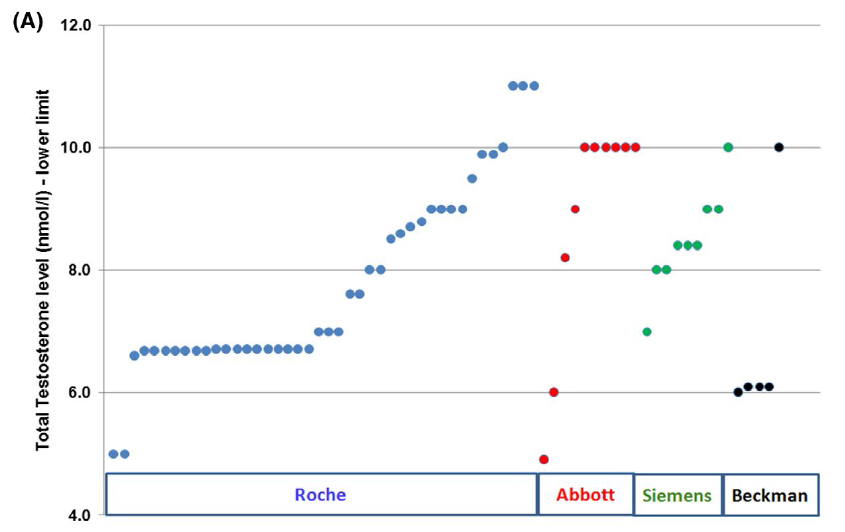 (A)
Total Testosterone level (nmol/l) - lower limit
12.0
10.0
8.0
6.0
4.0
Roche
Abbott
Siemens
Beckman